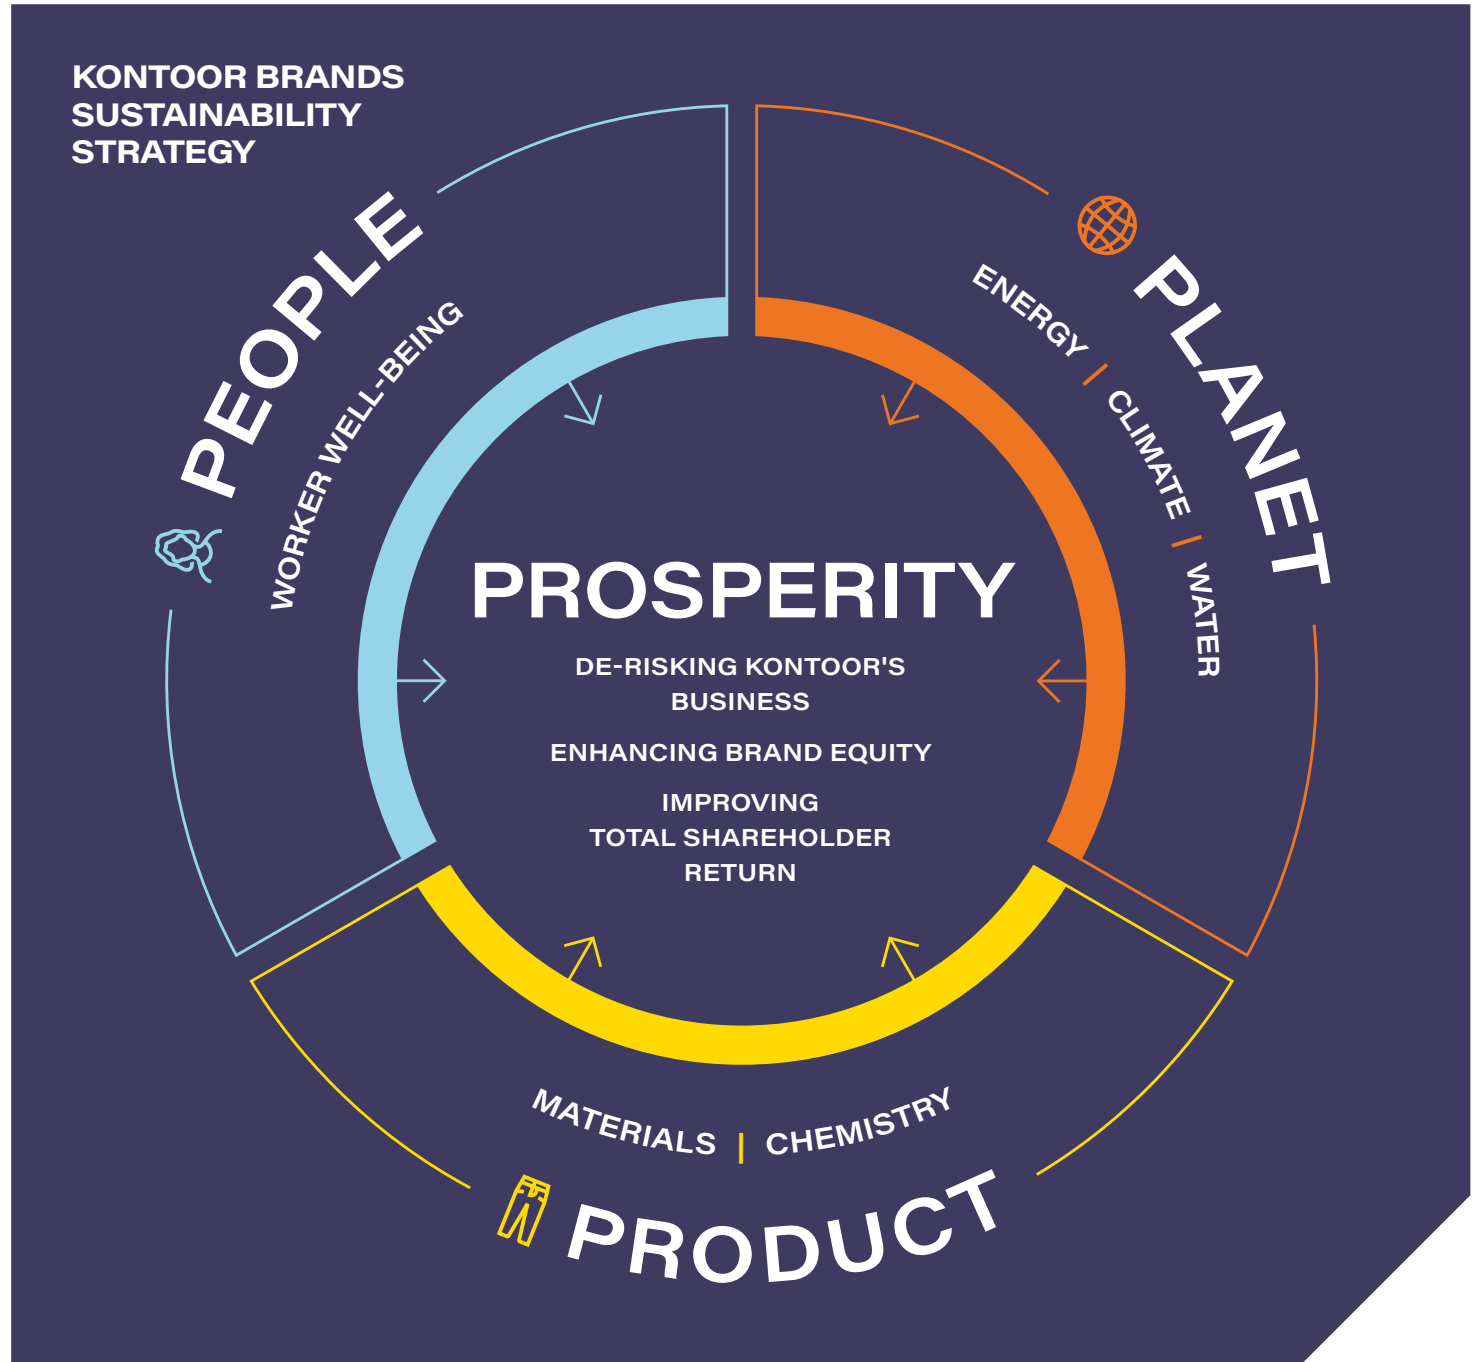 KONTOOR BRANDS
SUSTAINABILITY
STRATEGY
PEOPLE
WORKER WELL-BEING
PLANET
ENERGY | CLIMATE | WATER
PROSPERITY
DE-RISKING KONTOOR'S
BUSINESS
ENHANCING BRAND EQUITY
IMPROVING
TOTAL SHAREHOLDER
RETURN
MATERIALS | CHEMISTRY
PRODUCT